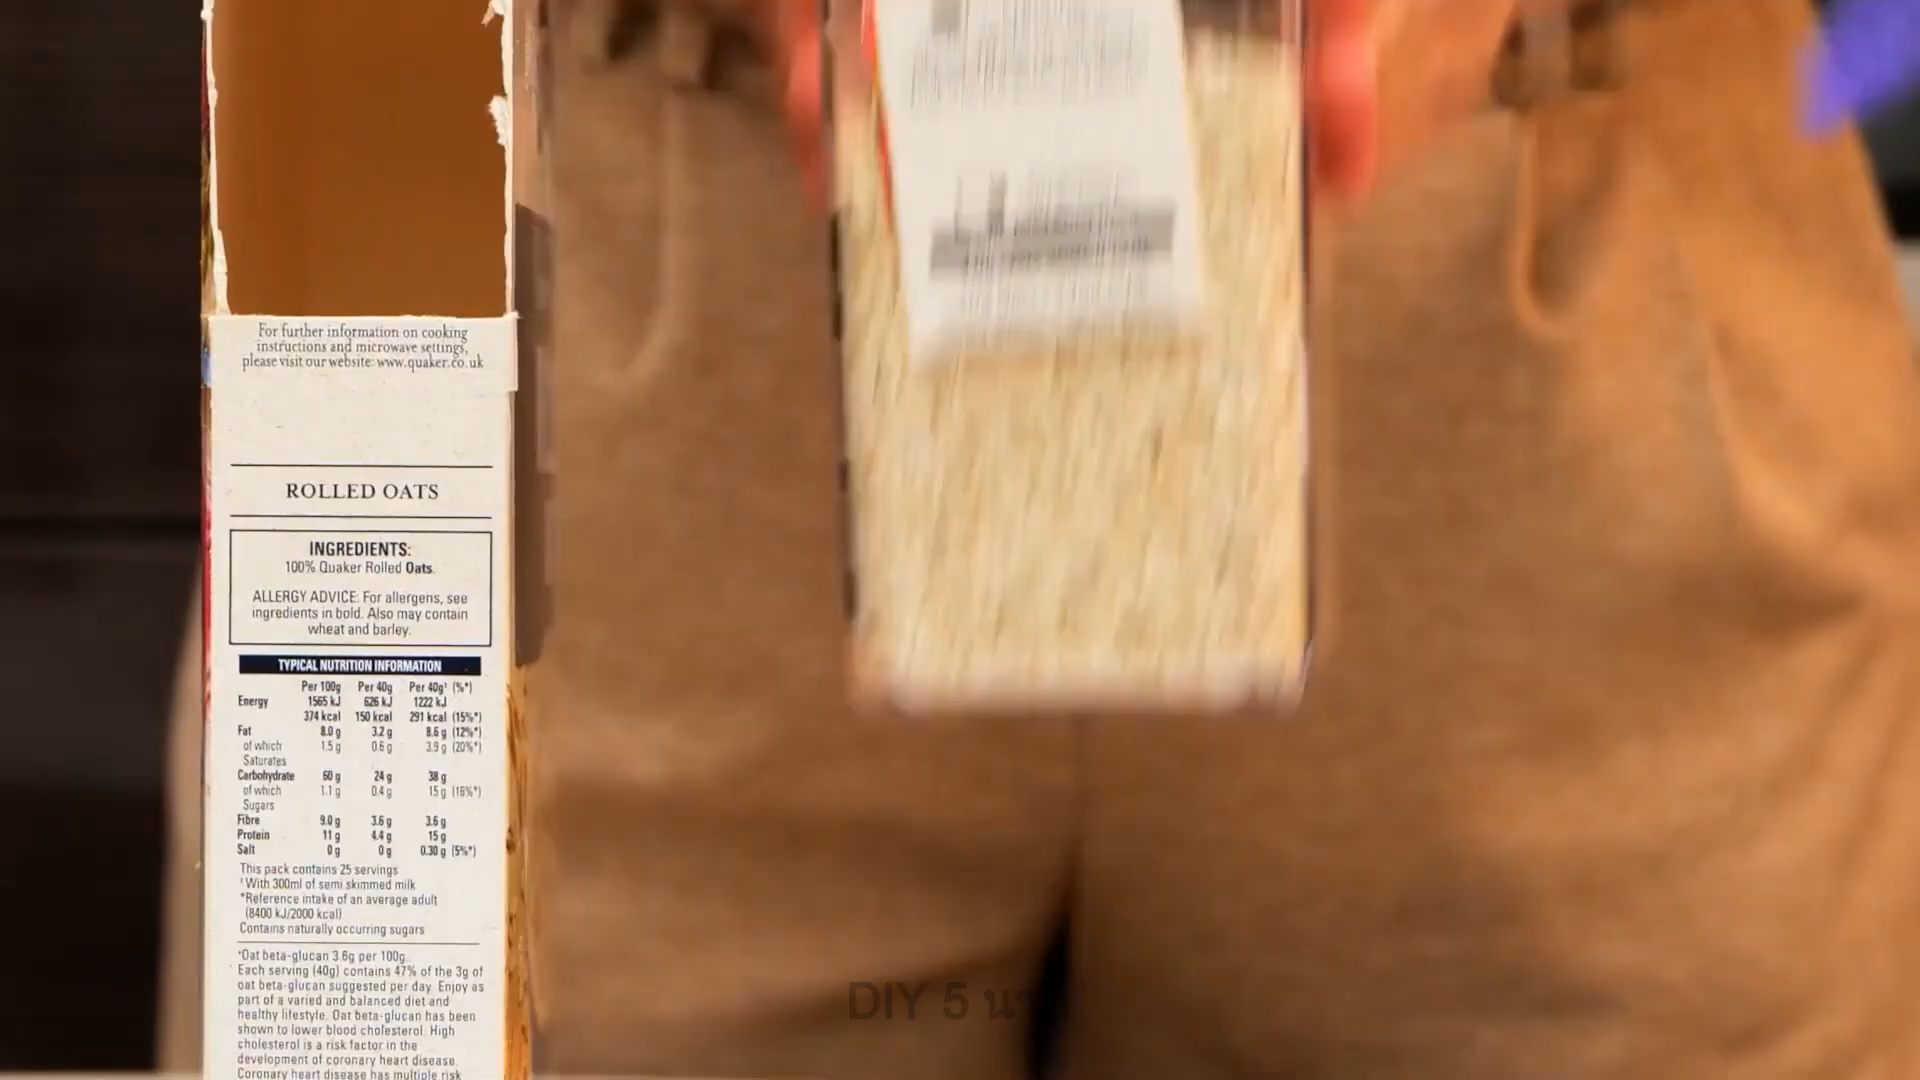 For further information on cooking
instructions and microwave settings,
please visit our website: www.quaker.co.uk
ROLLED OATS
INGREDIENTS:
100% Quaker Rolled Oats.
ALLERGY ADVICE: For allergens, see
ingredients in bold. Also may contain
wheat and barley.
TYPICAL NUTRITION INFORMATION
Per 100g Per 40g Per 40g¹ (%*)
Energy 1565 kJ 626 kJ 1222 kJ
374 kcal 150 kcal 291 kcal (15%*)
Fat 8.0 g 3.2 g 8.6 g (12%*)
of which 1.5 g 0.6 g 3.9 g (20%*)
Saturates
Carbohydrate 60 g 24 g 38 g
of which 1.1 g 0.4 g 15 g (16%*)
Sugars
Fibre 9.0 g 3.6 g 3.6 g
Protein 11 g 4.4 g 15 g
Salt 0 g 0 g 0.30 g (5%*)
This pack contains 25 servings
¹With 300ml of semi skimmed milk
*Reference intake of an average adult
(8400 kJ/2000 kcal)
Contains naturally occurring sugars
*Oat beta-glucan 3.6g per 100g.
Each serving (40g) contains 47% of the 3g of
oat beta-glucan suggested per day. Enjoy as
part of a varied and balanced diet and
healthy lifestyle. Oat beta-glucan has been
shown to lower blood cholesterol. High
cholesterol is a risk factor in the
development of coronary heart disease.
Coronary heart disease has multiple risk
DIY 5